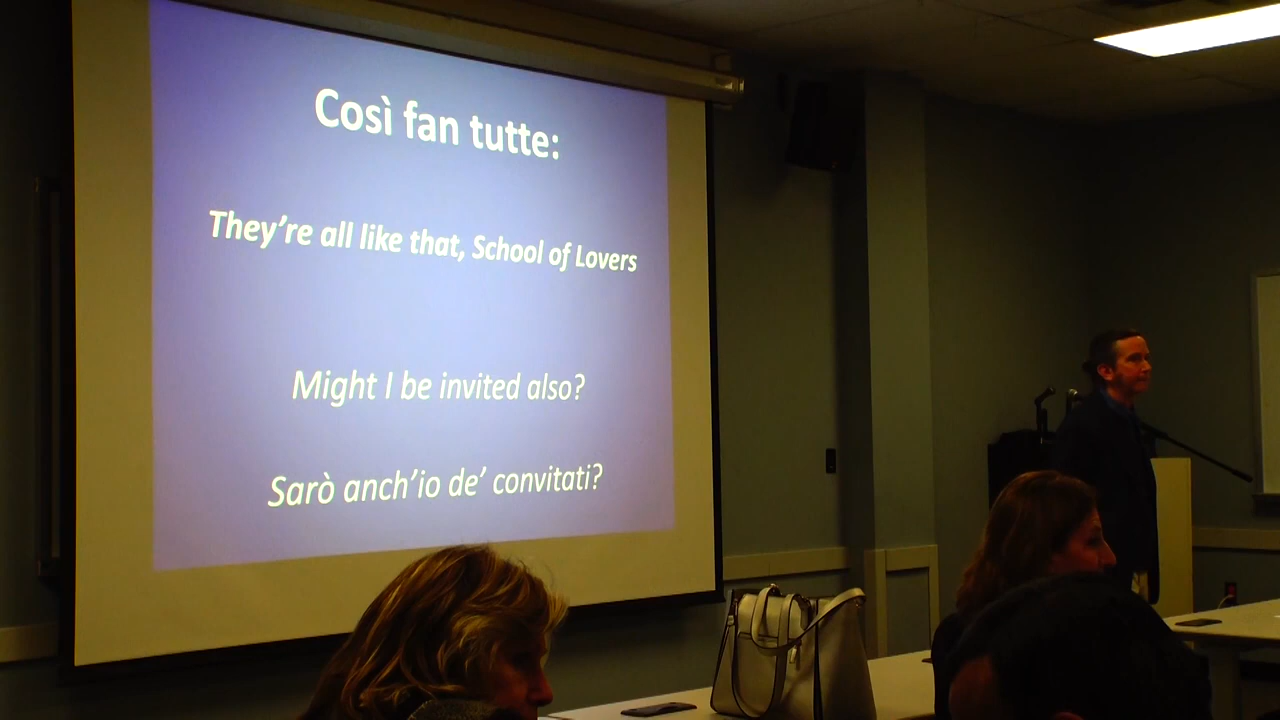 Così fan tutte:
They're all like that, School of Lovers
Might I be invited also?
Sarò anch'io de' convitati?